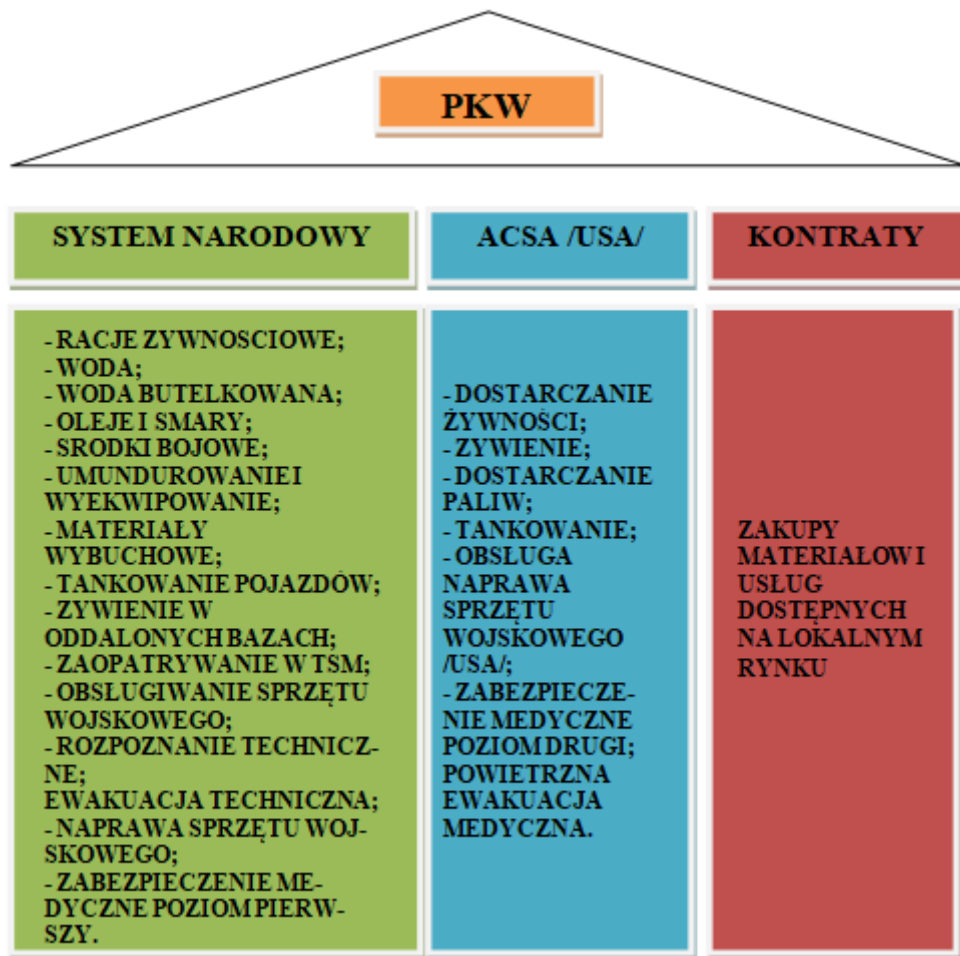 PKW
SYSTEM NARODOWY
ACSA /USA/
KONTRATY
- RACJE ZYWNOSCIOWE;
- WODA;
- WODA BUTELKOWANA;
- OLEJE I SMARY;
- SRODKI BOJOWE;
- UMUNDUROWANIE I
WYEKWIPOWANIE;
- MATERIAŁY
WYBUCHOWE;
- TANKOWANIE POJAZDÓW;
- ZYWIENIE W
ODDALONYCH BAZACH;
- ZAOPATRYWANIE W TSM;
- OBSŁUGIWANIE SPRZĘTU
WOJSKOWEGO;
- ROZPOZNANIE TECHNICZ-
NE;
EWAKUACJA TECHNICZNA;
- NAPRAWA SPRZĘTU WOJ-
SKOWEGO;
- ZABEZPIECZENIE ME-
DYCZNE POZIOM PIERW-
SZY.
- DOSTARCZANIE
ŻYWNOŚCI;
- ZYWIENIE;
- DOSTARCZANIE
PALIW;
- TANKOWANIE;
- OBSŁUGA
NAPRAWA
SPRZĘTU
WOJSKOWEGO
/USA/;
- ZABEZPIECZE-
NIE MEDYCZNE
POZIOM DRUGI;
POWIETRZNA
EWAKUACJA
MEDYCZNA.
ZAKUPY
MATERIAŁOW I
USŁUG
DOSTĘPNYCH
NA LOKALNYM
RYNKU